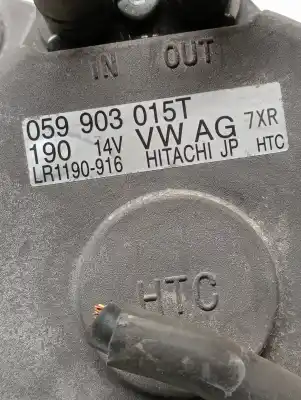 IN OUT
059 903 015T
190 14V VW AG 7XR
LR1190-916 HITACHI JP HTC
HTC